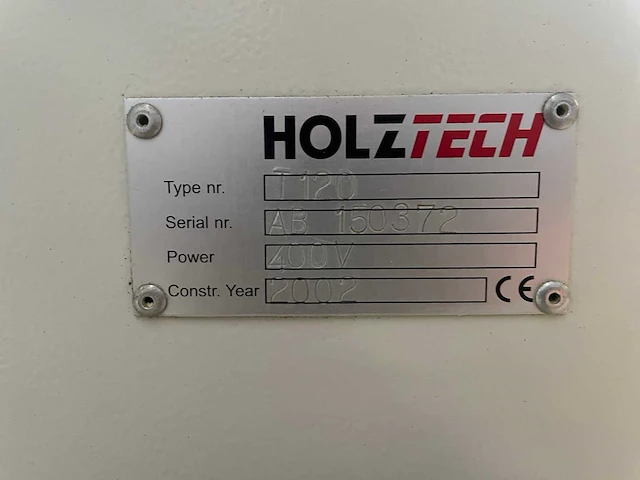 HOLZTECH
Type nr. T120
Serial nr. AB 150372
Power 400V
Constr. Year 2002 CE